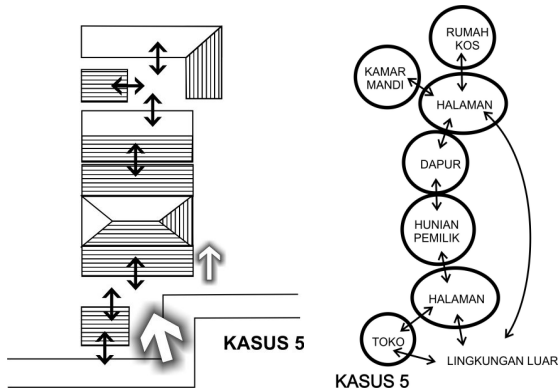 KASUS 5
RUMAH
KOS
KAMAR
MANDI
HALAMAN
DAPUR
HUNIAN
PEMILIK
HALAMAN
TOKO
LINGKUNGAN LUAR
KASUS 5